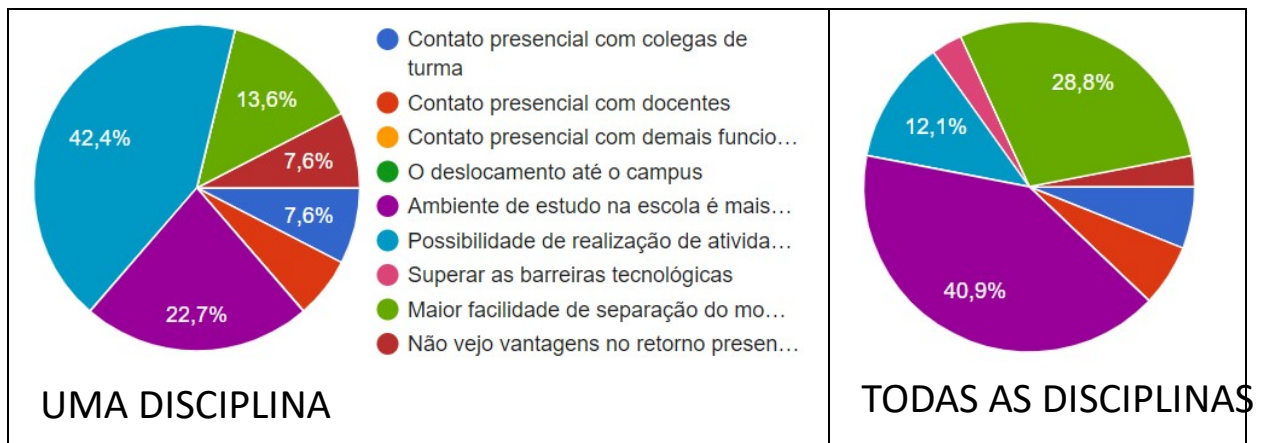 42,4%
13,6%
7,6%
7,6%
22,7%
Contato presencial com colegas de
turma
Contato presencial com docentes
Contato presencial com demais funcio...
O deslocamento até o campus
Ambiente de estudo na escola é mais...
Possibilidade de realização de ativida...
Superar as barreiras tecnológicas
Maior facilidade de separação do mo...
Não vejo vantagens no retorno presen...
UMA DISCIPLINA
28,8%
12,1%
40,9%
TODAS AS DISCIPLINAS